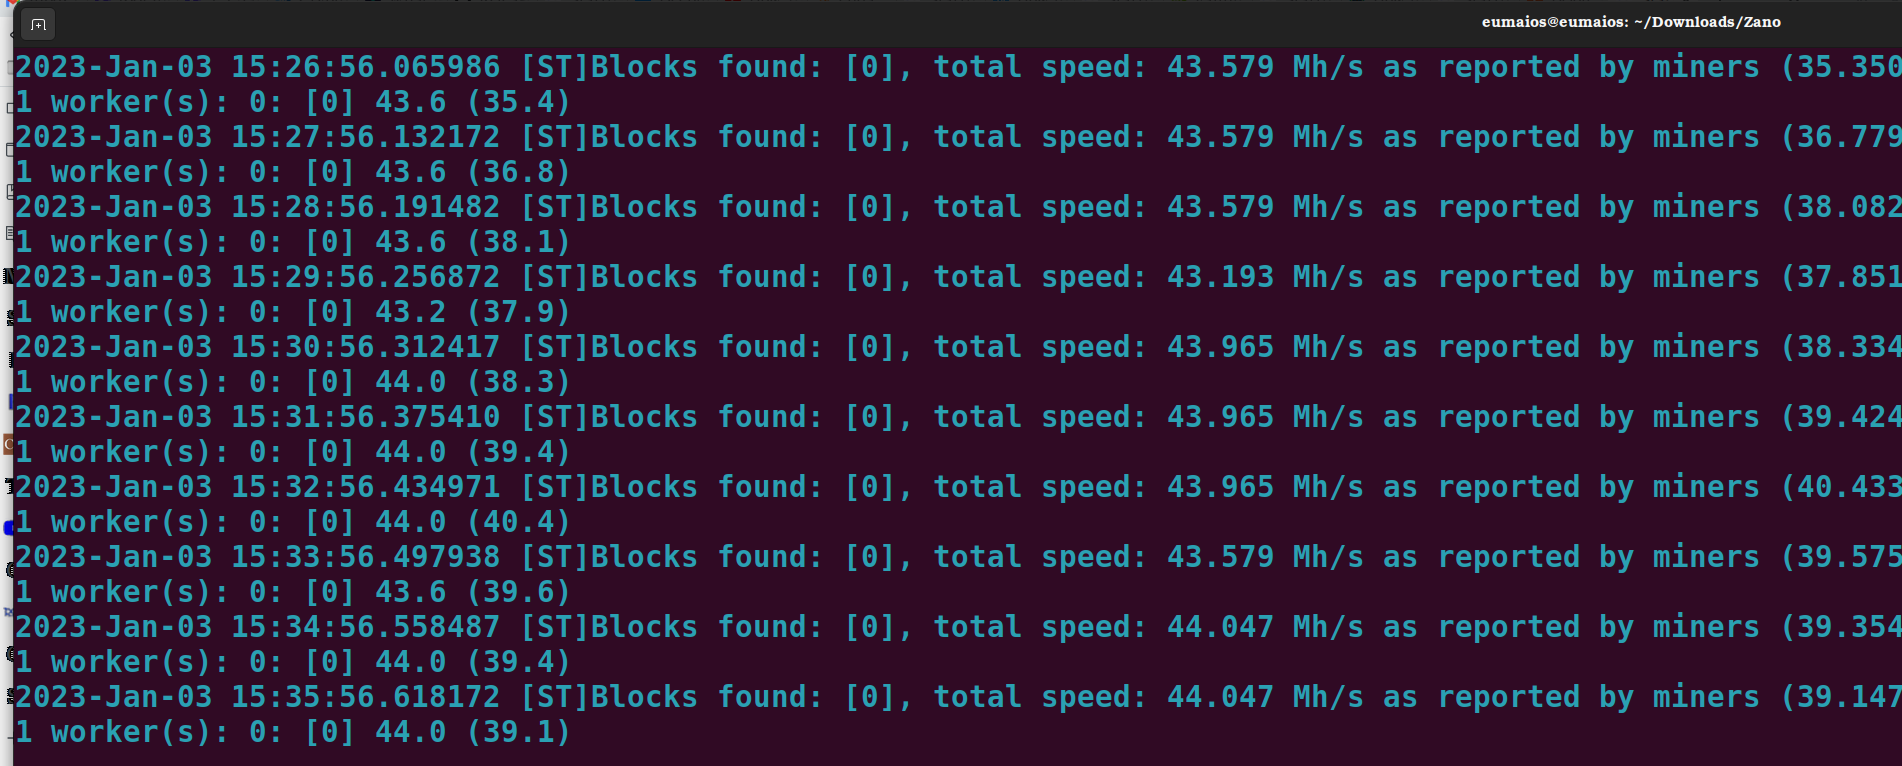 eumaios@eumaios: ~/Downloads/Zano
2023-Jan-03 15:26:56.065986 [ST]Blocks found: [0], total speed: 43.579 Mh/s as reported by miners (35.350
1 worker(s): 0: [0] 43.6 (35.4)
2023-Jan-03 15:27:56.132172 [ST]Blocks found: [0], total speed: 43.579 Mh/s as reported by miners (36.779
1 worker(s): 0: [0] 43.6 (36.8)
2023-Jan-03 15:28:56.191482 [ST]Blocks found: [0], total speed: 43.579 Mh/s as reported by miners (38.082
1 worker(s): 0: [0] 43.6 (38.1)
2023-Jan-03 15:29:56.256872 [ST]Blocks found: [0], total speed: 43.193 Mh/s as reported by miners (37.851
1 worker(s): 0: [0] 43.2 (37.9)
2023-Jan-03 15:30:56.312417 [ST]Blocks found: [0], total speed: 43.965 Mh/s as reported by miners (38.334
1 worker(s): 0: [0] 44.0 (38.3)
2023-Jan-03 15:31:56.375410 [ST]Blocks found: [0], total speed: 43.965 Mh/s as reported by miners (39.424
1 worker(s): 0: [0] 44.0 (39.4)
2023-Jan-03 15:32:56.434971 [ST]Blocks found: [0], total speed: 43.965 Mh/s as reported by miners (40.433
1 worker(s): 0: [0] 44.0 (40.4)
2023-Jan-03 15:33:56.497938 [ST]Blocks found: [0], total speed: 43.579 Mh/s as reported by miners (39.575
1 worker(s): 0: [0] 43.6 (39.6)
2023-Jan-03 15:34:56.558487 [ST]Blocks found: [0], total speed: 44.047 Mh/s as reported by miners (39.354
1 worker(s): 0: [0] 44.0 (39.4)
2023-Jan-03 15:35:56.618172 [ST]Blocks found: [0], total speed: 44.047 Mh/s as reported by miners (39.147
1 worker(s): 0: [0] 44.0 (39.1)